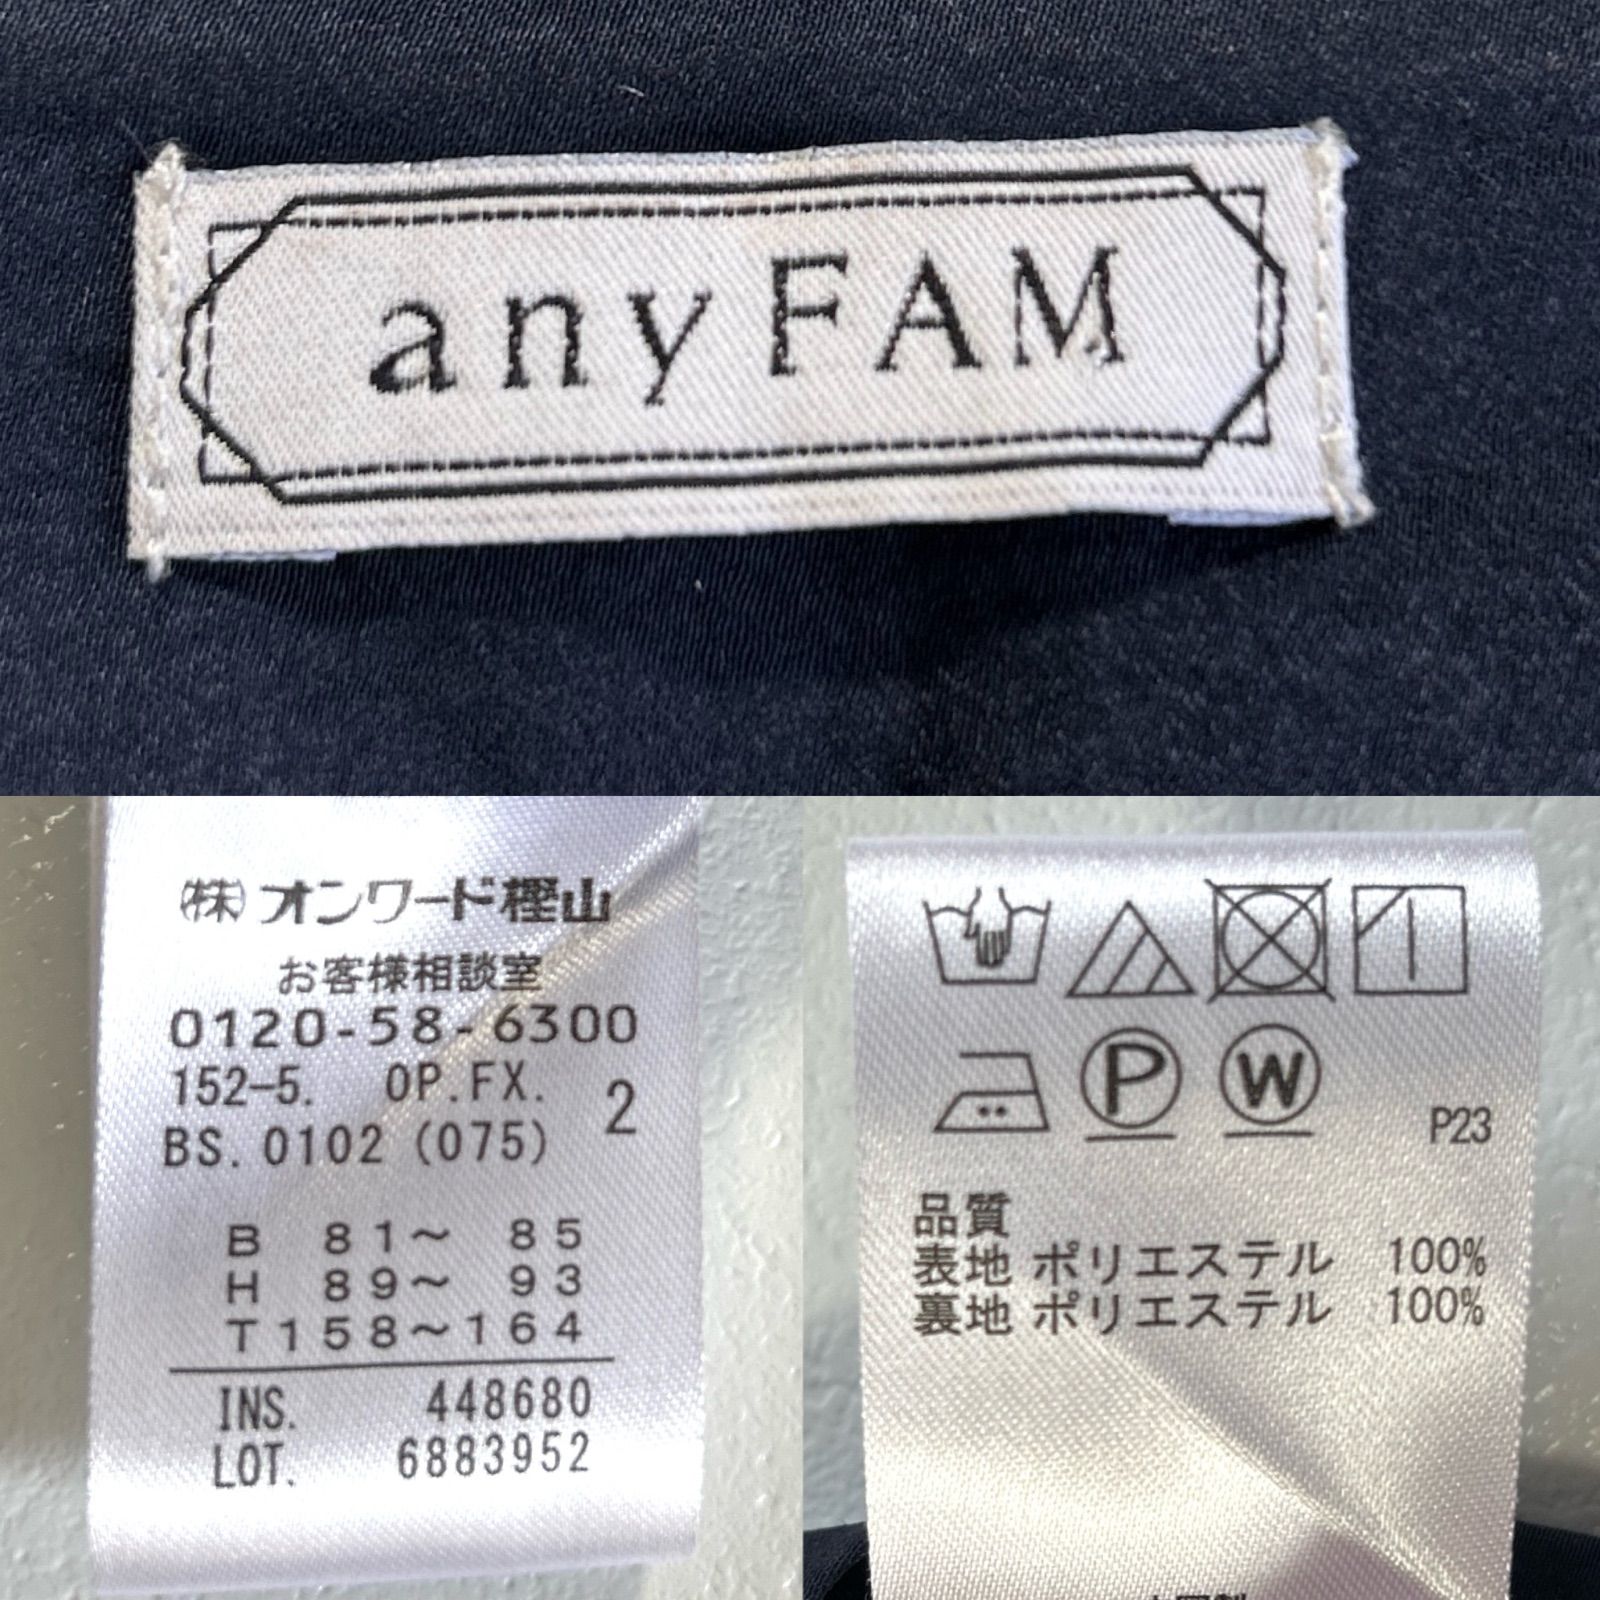 any FAM
(株)オンワード樫山
お客様相談室
0120-58-6300
152-5. OP.FX. 2
BS.0102 (075)
B 81〜 85
H 89〜 93
T158〜164
INS. 448680
LOT. 6883952
P W
P23
品質
表地 ポリエステル 100%
裏地 ポリエステル 100%